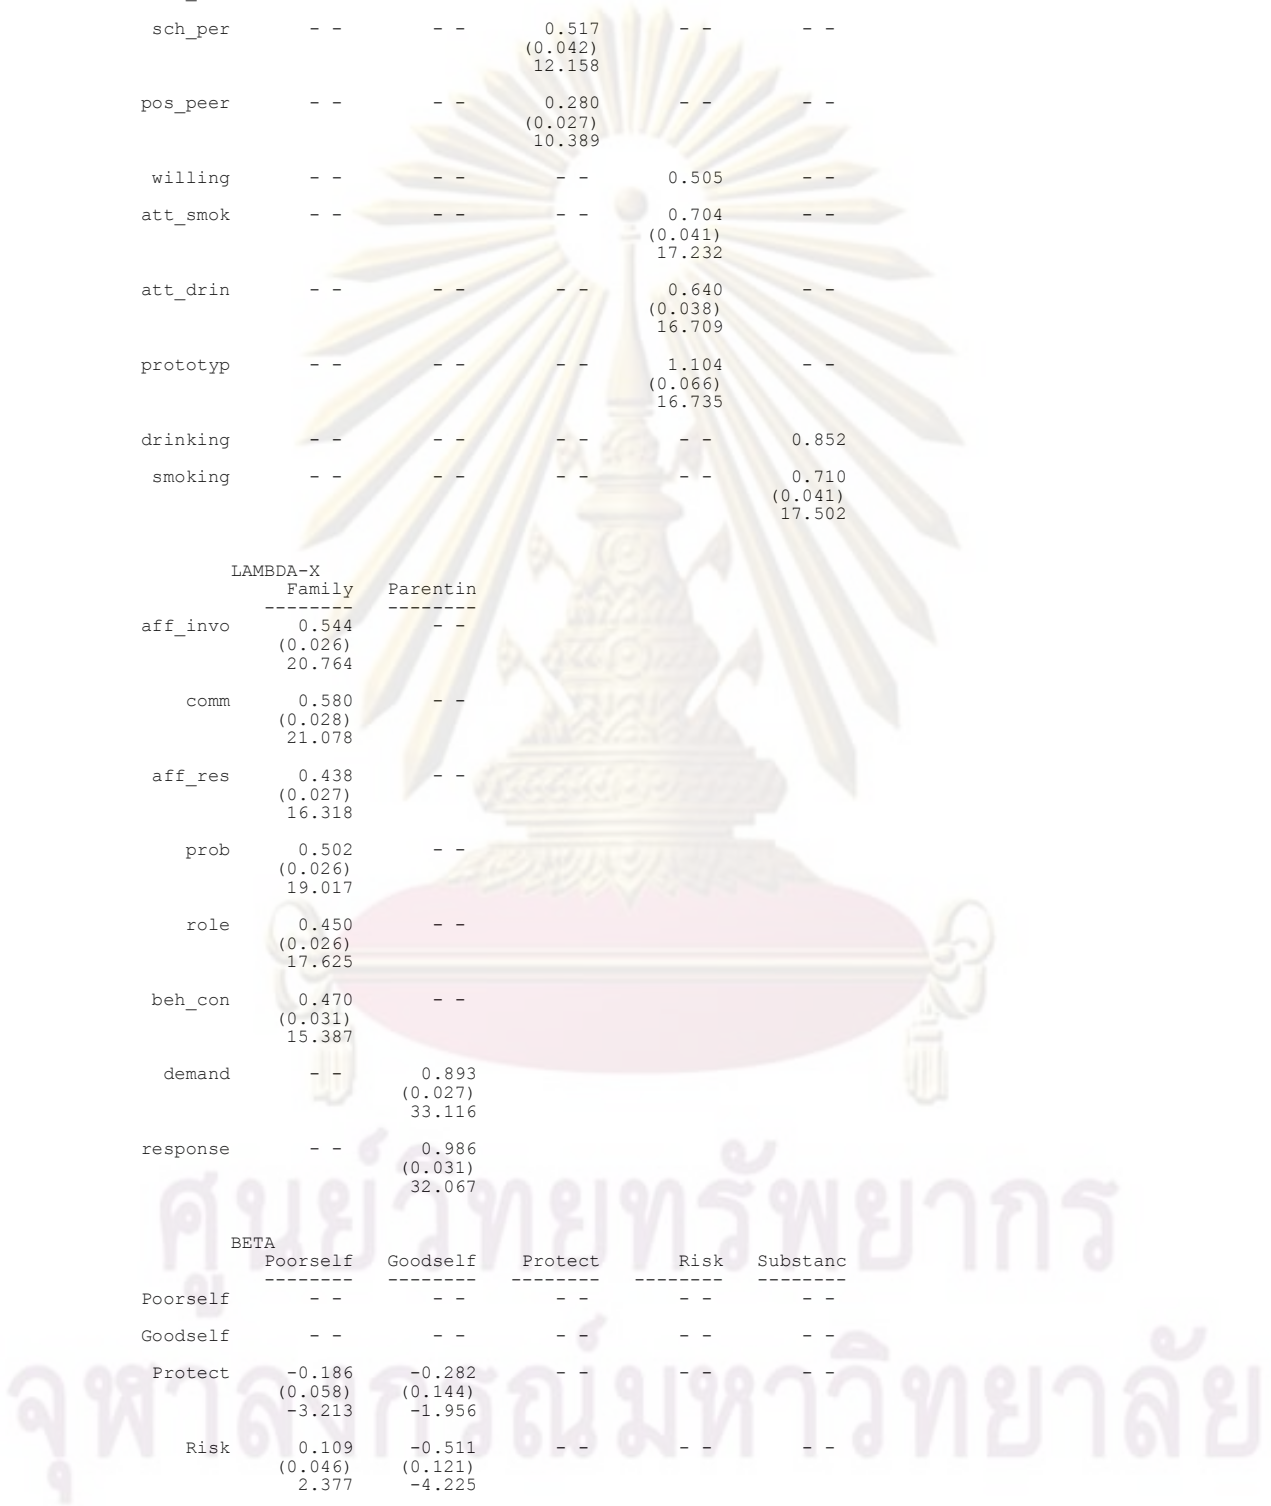 sch_per - - - - 0.517 - - - -
(0.042)
12.158
pos_peer - - - - 0.280 - - - -
(0.027)
10.389
willing - - - - - - 0.505 - -
att_smok - - - - - - 0.704 - -
(0.041)
17.232
att_drin - - - - - - 0.640 - -
(0.038)
16.709
prototyp - - - - - - 1.104 - -
(0.066)
16.735
drinking - - - - - - - - 0.852
smoking - - - - - - - - 0.710
(0.041)
17.502
LAMBDA-X
Family Parentin
-------- --------
aff_invo 0.544 - -
(0.026)
20.764
comm 0.580 - -
(0.028)
21.078
aff_res 0.438 - -
(0.027)
16.318
prob 0.502 - -
(0.026)
19.017
role 0.450 - -
(0.026)
17.625
beh_con 0.470 - -
(0.031)
15.387
demand - - 0.893
(0.027)
33.116
response - - 0.986
(0.031)
32.067
ศูนย์วิทยทรัพยากร
BETA
Poorself Goodself Protect Risk Substanc
-------- -------- -------- -------- --------
Poorself - - - - - - - - - -
Goodself - - - - - - - - - -
จุฬาลงกรณ์มหาวิทยาลัย
Protect -0.186 -0.282 - - - - - -
(0.058) (0.144)
-3.213 -1.956
Risk 0.109 -0.511 - - - - - -
(0.046) (0.121)
2.377 -4.225